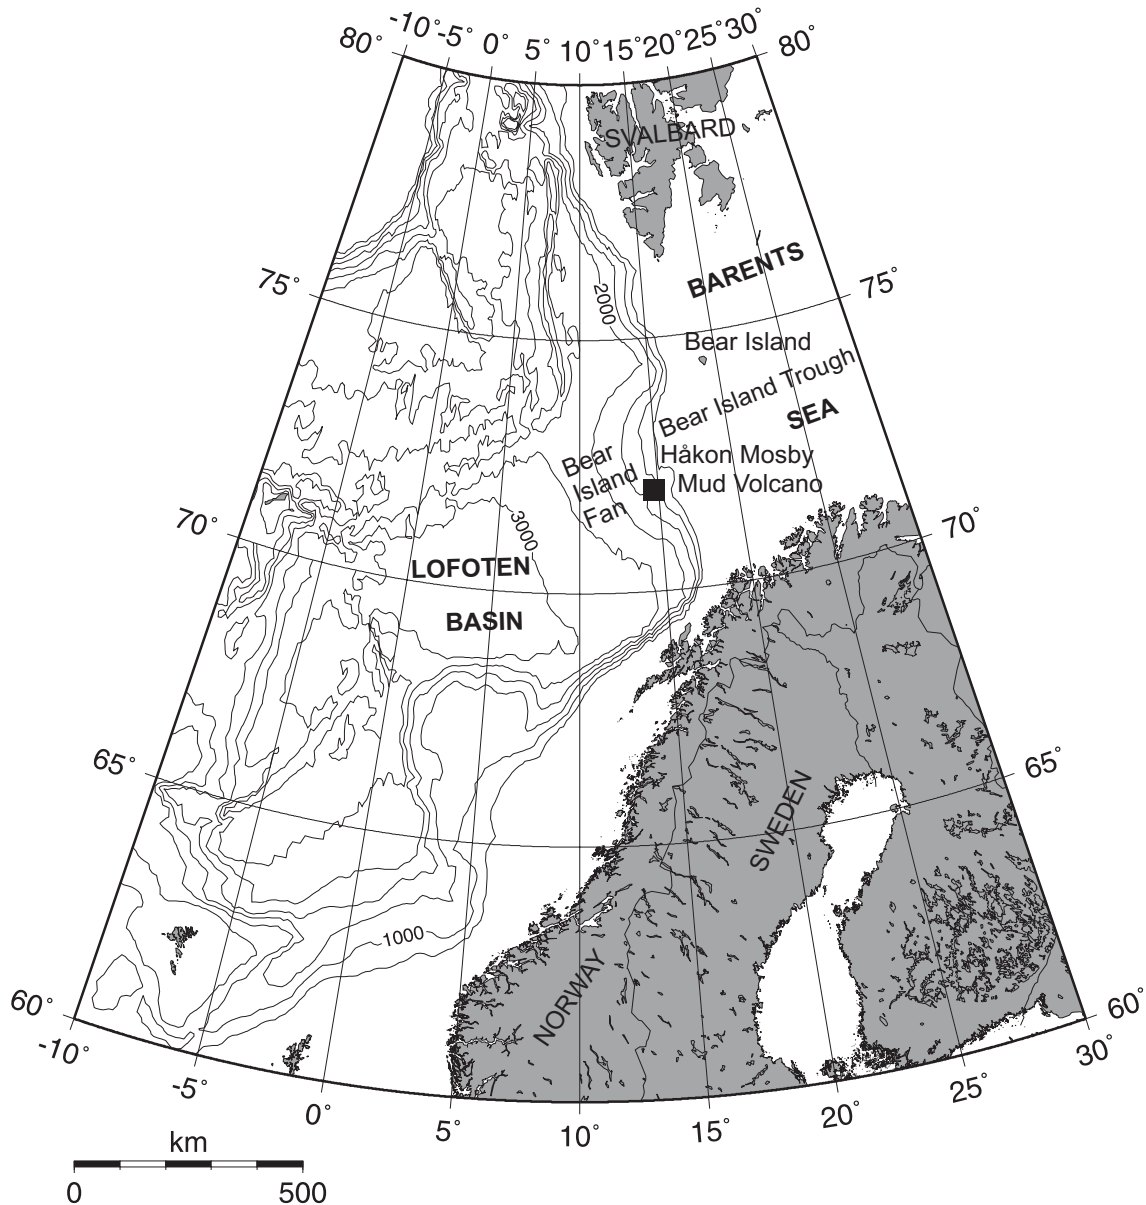 -10° -5° 0° 5° 10° 15° 20° 25° 30°
80° 80°
SVALBARD
BARENTS
75° 75°
2000
Bear Island
Bear Island Trough
SEA
Håkon Mosby
Mud Volcano
Bear
Island
Fan
70° 70°
3000
LOFOTEN
BASIN
65° 65°
SWEDEN
1000
NORWAY
60° 60°
-10° -5° 0° 5° 10° 15° 20° 25° 30°
km
0 500